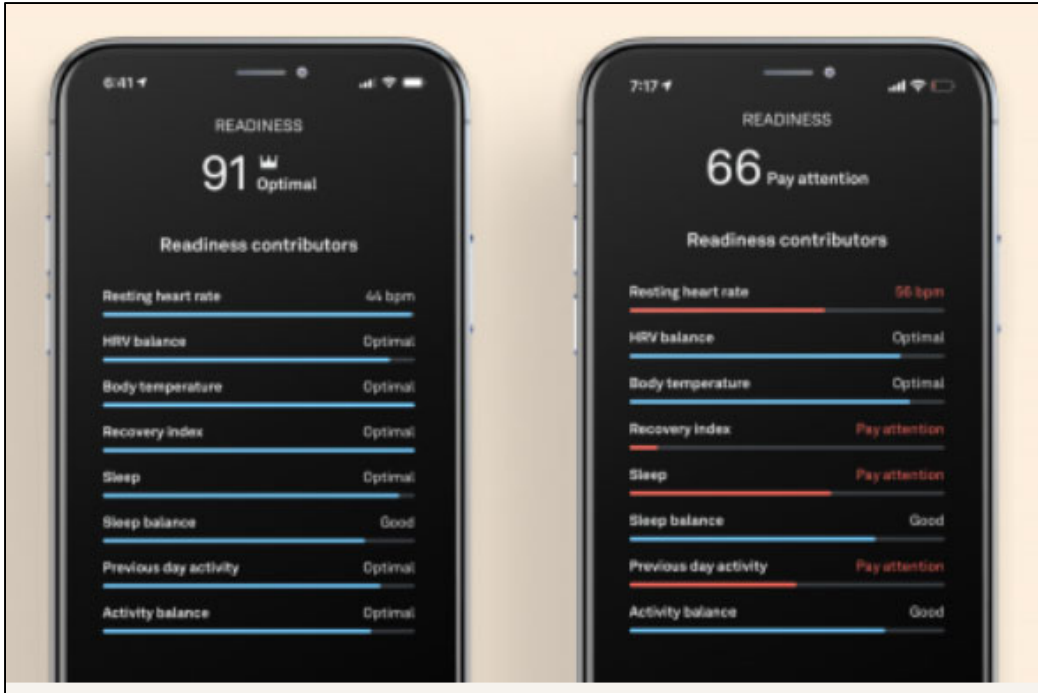 6:41
READINESS
91 Optimal
Readiness contributors
Resting heart rate 44 bpm
HRV balance Optimal
Body temperature Optimal
Recovery index Optimal
Sleep Optimal
Sleep balance Good
Previous day activity Optimal
Activity balance Optimal
7:17
READINESS
66 Pay attention
Readiness contributors
Resting heart rate 56 bpm
HRV balance Optimal
Body temperature Optimal
Recovery index Pay attention
Sleep Pay attention
Sleep balance Good
Previous day activity Pay attention
Activity balance Good